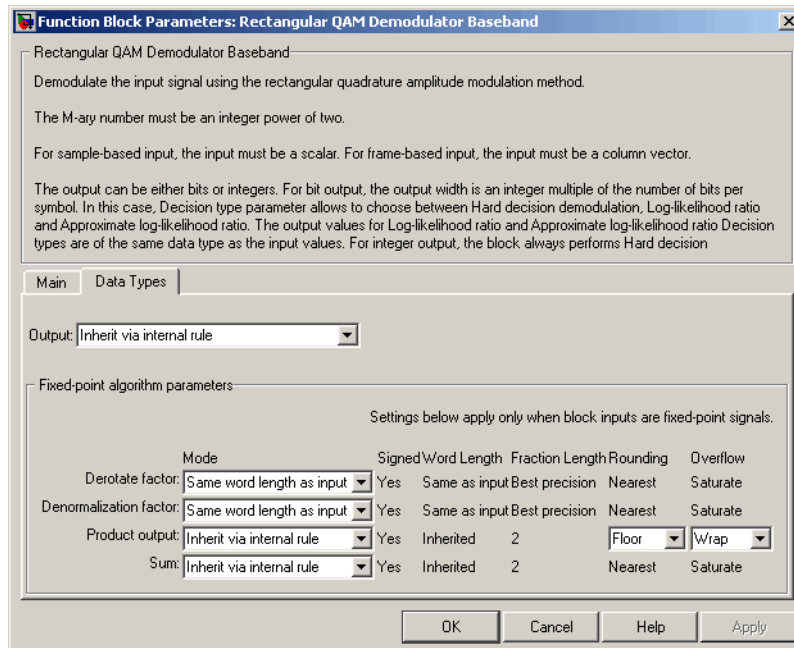 Function Block Parameters: Rectangular QAM Demodulator Baseband
Rectangular QAM Demodulator Baseband
Demodulate the input signal using the rectangular quadrature amplitude modulation method.
The M-ary number must be an integer power of two.
For sample-based input, the input must be a scalar. For frame-based input, the input must be a column vector.
The output can be either bits or integers. For bit output, the output width is an integer multiple of the number of bits per
symbol. In this case, Decision type parameter allows to choose between Hard decision demodulation, Log-likelihood ratio
and Approximate log-likelihood ratio. The output values for Log-likelihood ratio and Approximate log-likelihood ratio Decision
types are of the same data type as the input values. For integer output, the block always performs Hard decision
Main Data Types
Output: Inherit via internal rule
Fixed-point algorithm parameters
Settings below apply only when block inputs are fixed-point signals.
Mode Signed Word Length Fraction Length Rounding Overflow
Derotate factor: Same word length as input Yes Same as input Best precision Nearest Saturate
Denormalization factor: Same word length as input Yes Same as input Best precision Nearest Saturate
Product output: Inherit via internal rule Yes Inherited 2 Floor Wrap
Sum: Inherit via internal rule Yes Inherited 2 Nearest Saturate
OK Cancel Help Apply